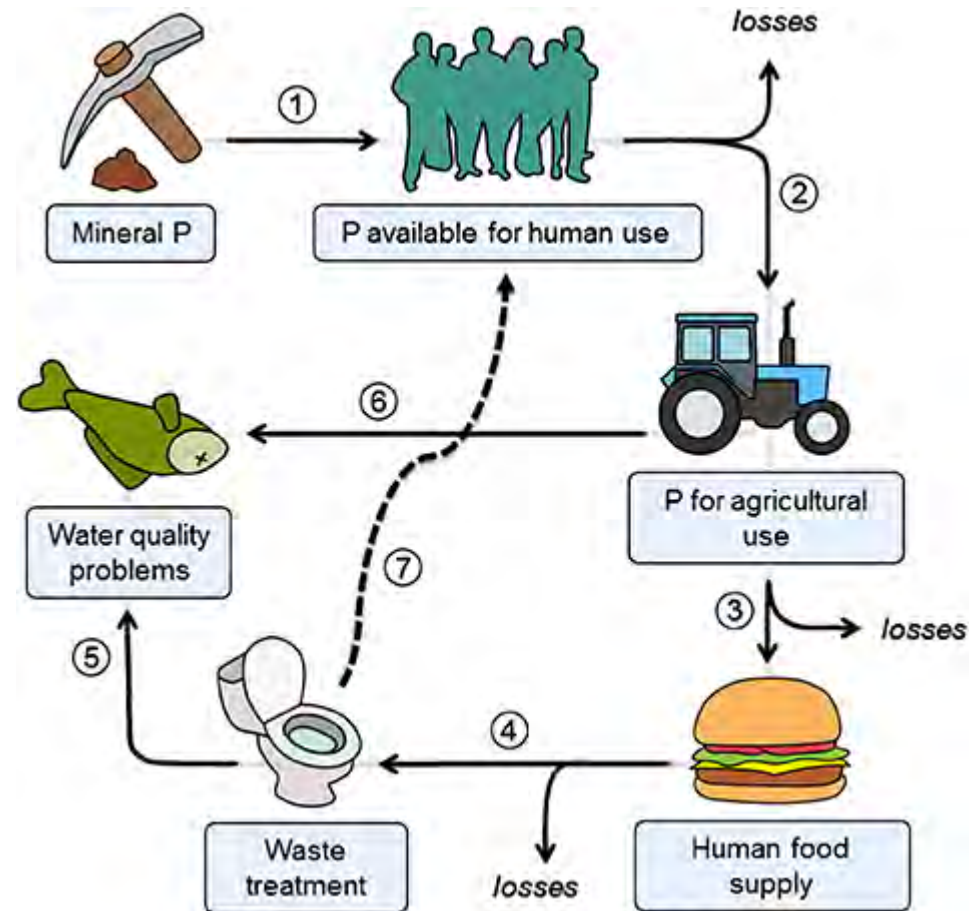 losses
①
②
Mineral P
P available for human use
⑥
P for agricultural
use
Water quality
problems
⑦
③
losses
⑤
④
Waste
treatment
losses
Human food
supply